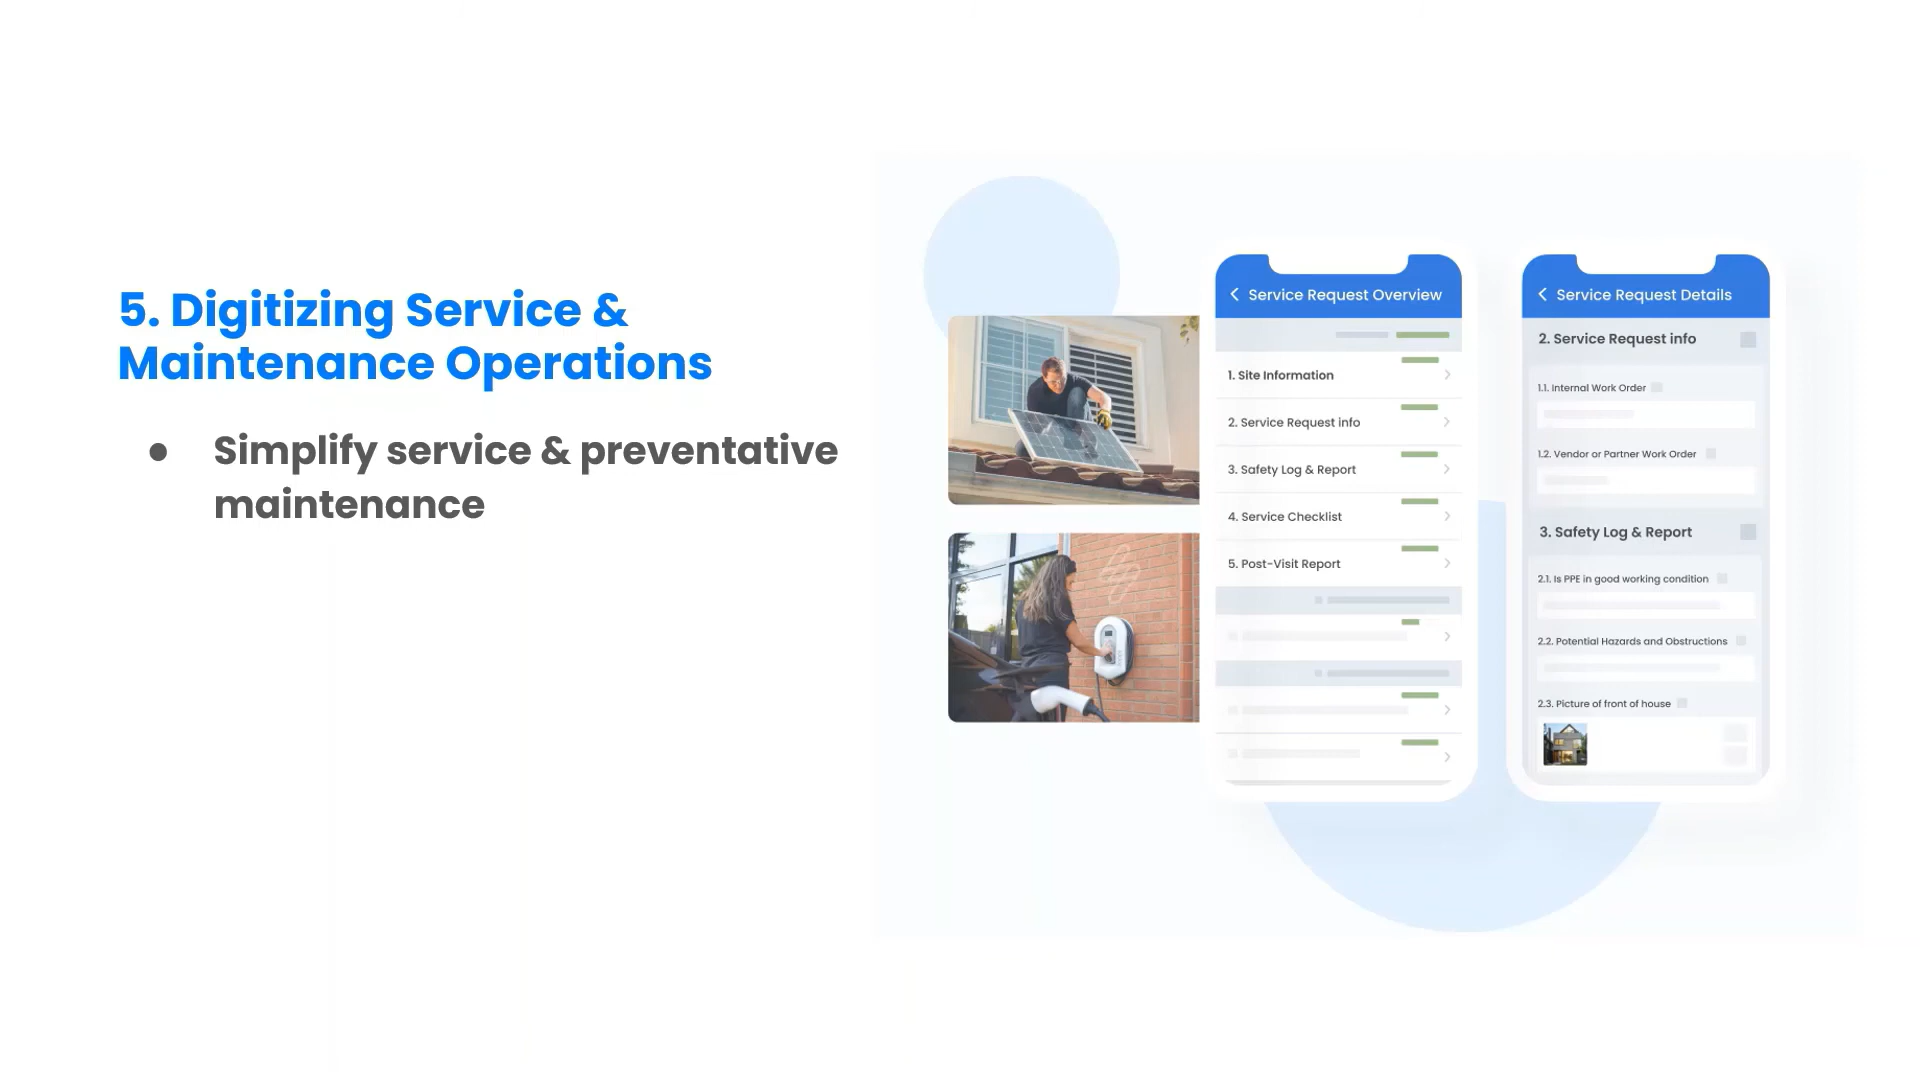 5. Digitizing Service &
Maintenance Operations
● Simplify service & preventative
maintenance
Service Request Overview
1. Site Information
2. Service Request info
3. Safety Log & Report
4. Service Checklist
5. Post-Visit Report
Service Request Details
2. Service Request info
1.1. Internal Work Order
1.2. Vendor or Partner Work Order
3. Safety Log & Report
2.1. Is PPE in good working condition
2.2. Potential Hazards and Obstructions
2.3. Picture of front of house